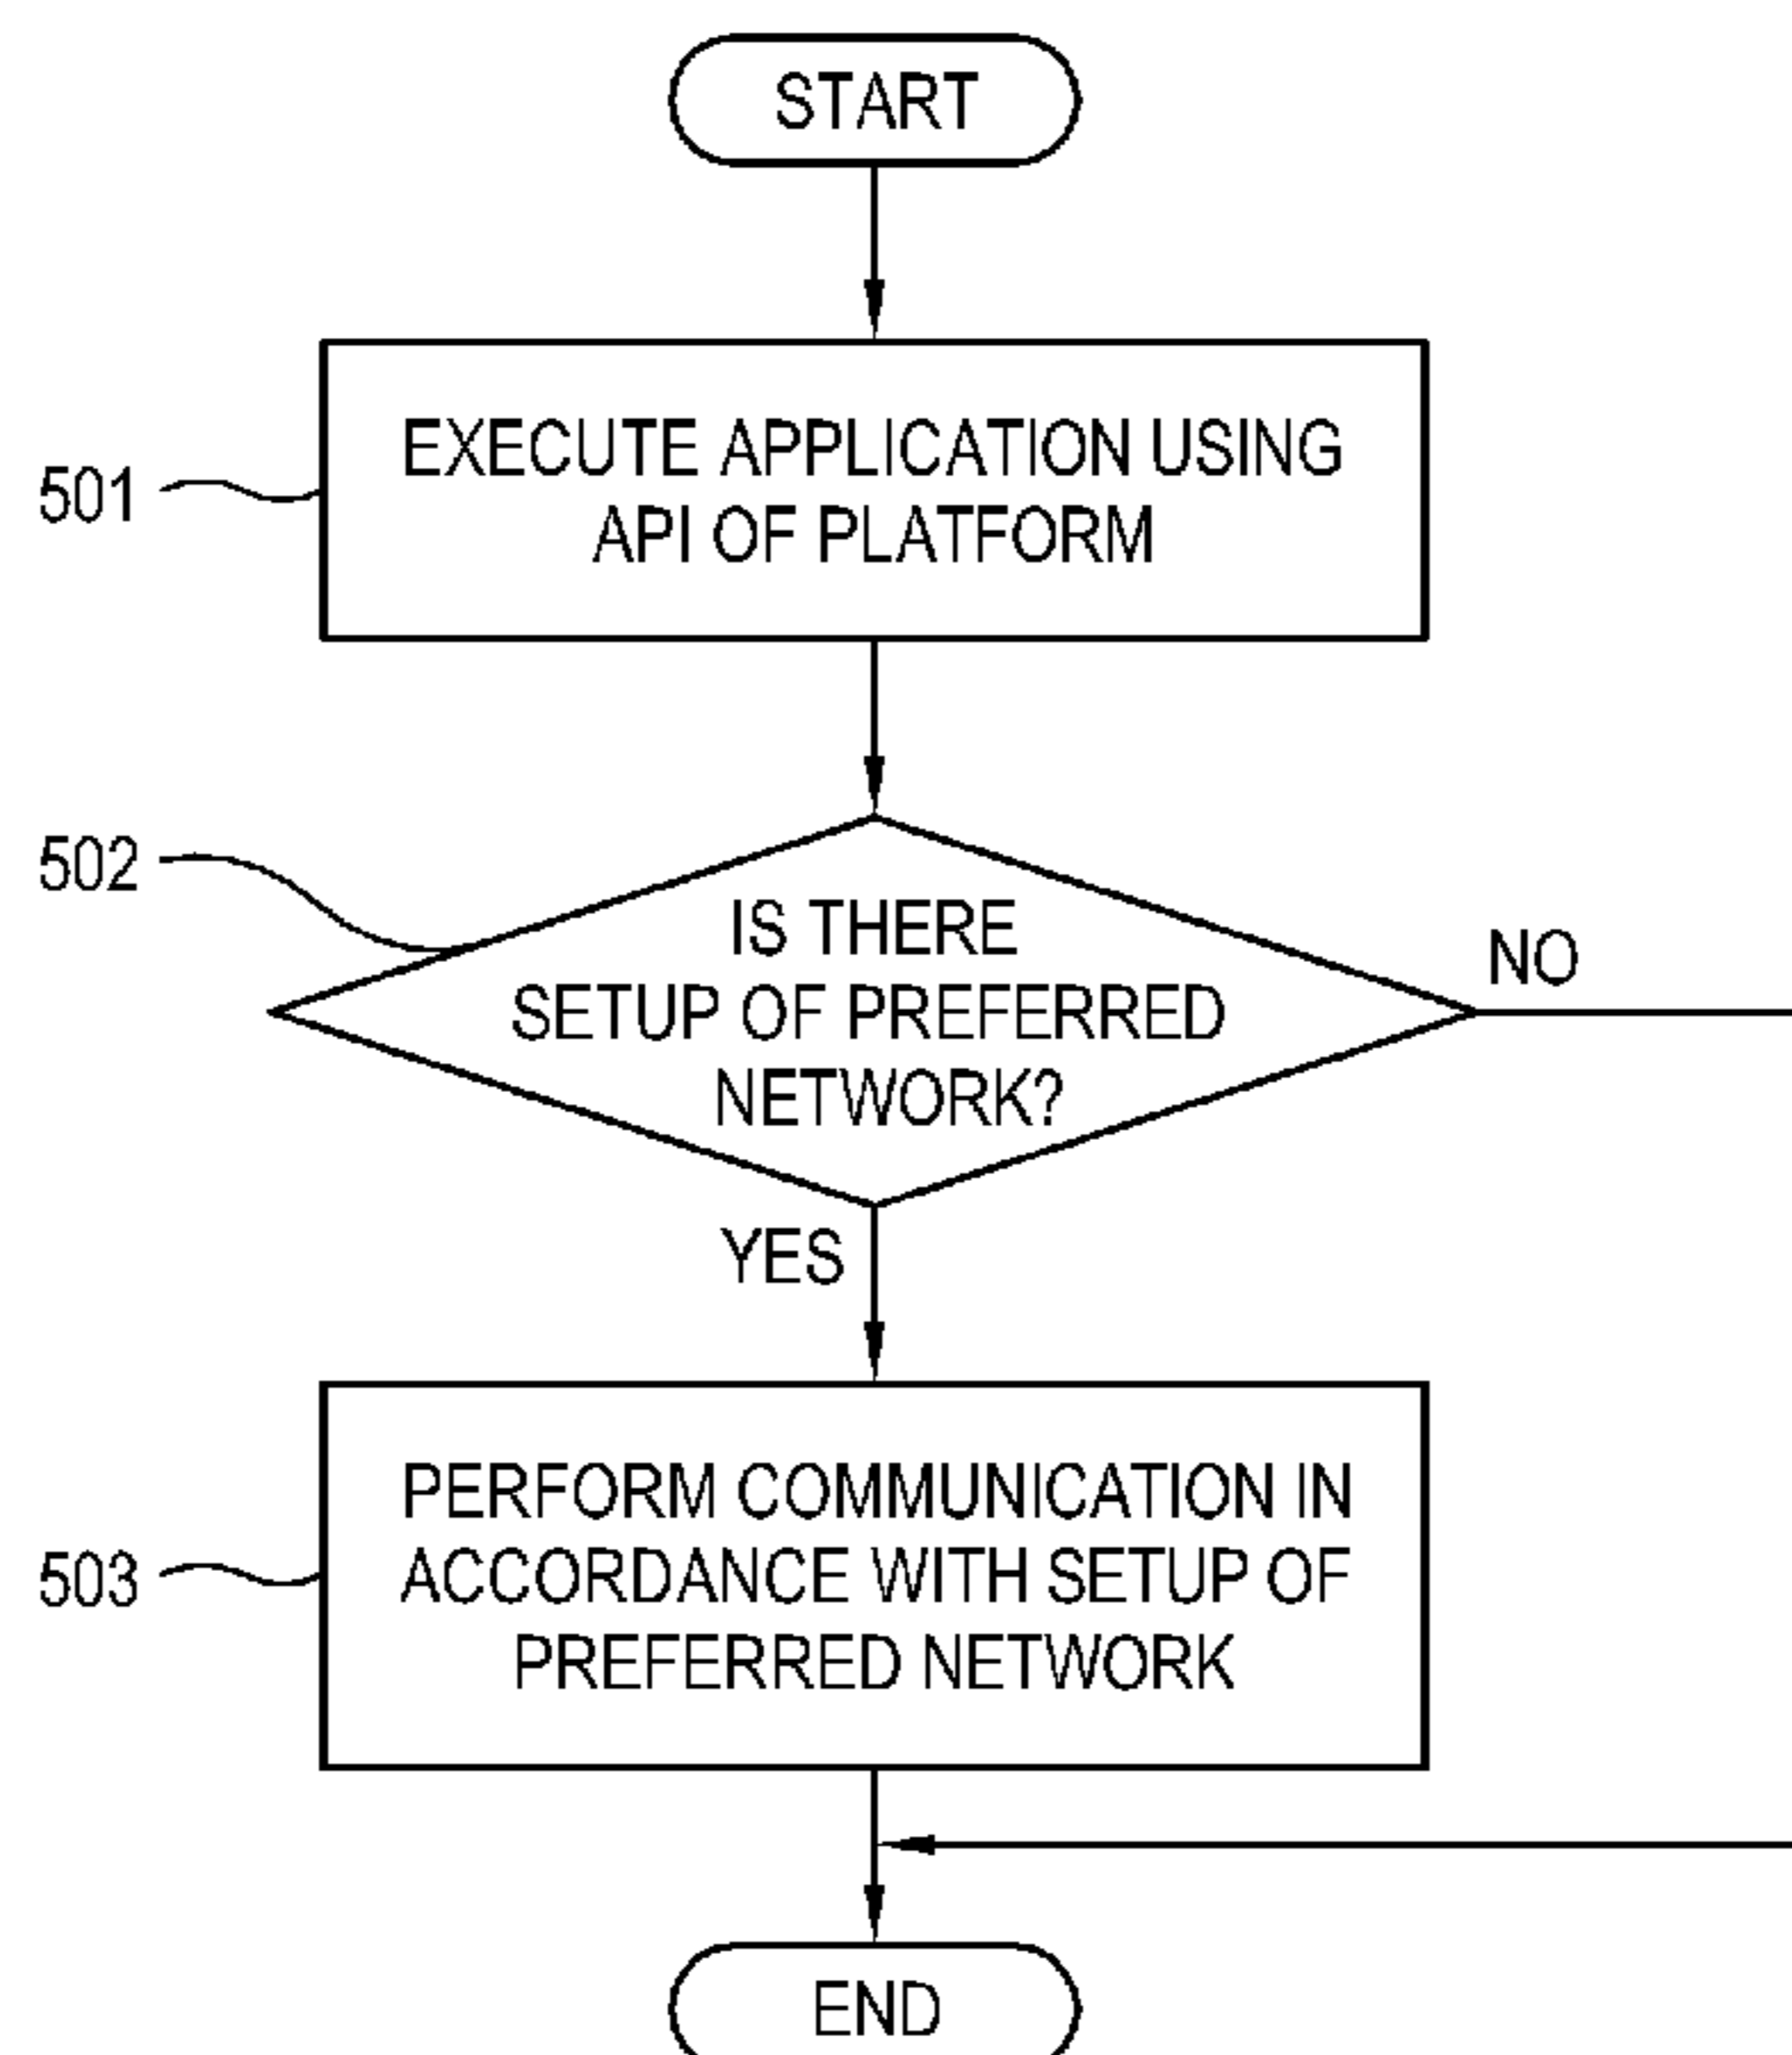 START
501
EXECUTE APPLICATION USING
API OF PLATFORM
502
IS THERE
SETUP OF PREFERRED
NETWORK?
NO
YES
503
PERFORM COMMUNICATION IN
ACCORDANCE WITH SETUP OF
PREFERRED NETWORK
END